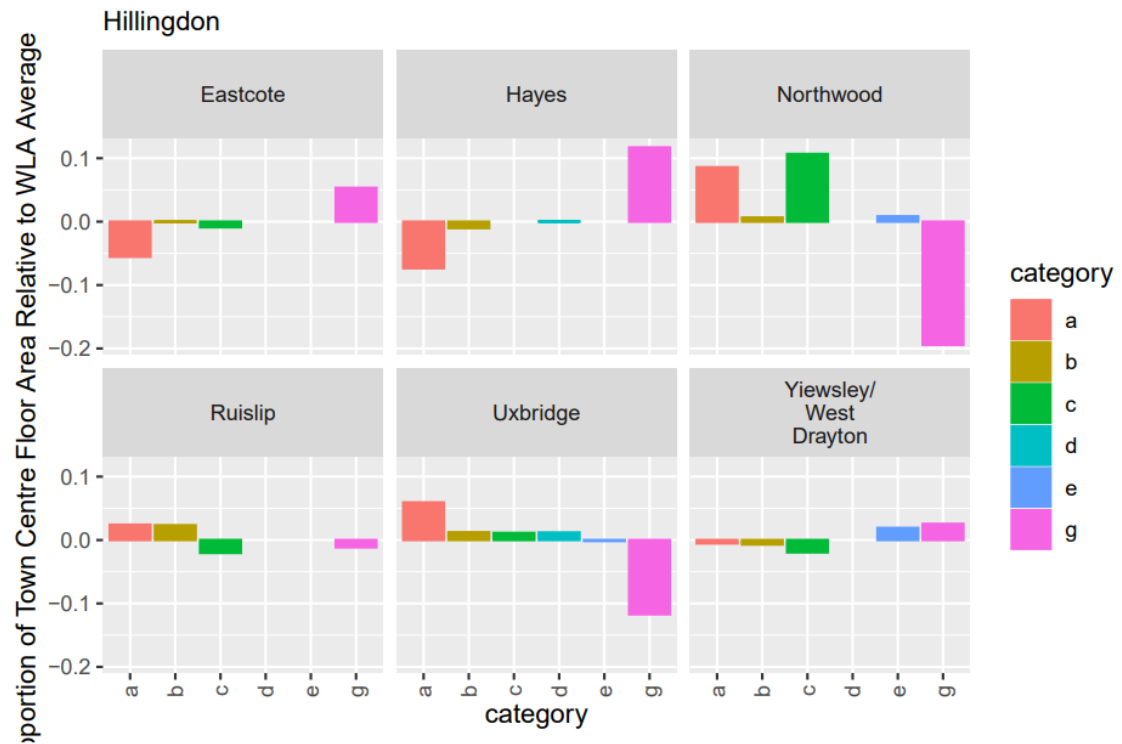 Hillingdon
oportion of Town Centre Floor Area Relative to WLA Average
Eastcote
Hayes
Northwood
0.1
0.0
−0.1
−0.2
Ruislip
Uxbridge
Yiewsley/
West
Drayton
0.1
0.0
−0.1
−0.2
a b c d e g
a b c d e g
a b c d e g
category
category
a
b
c
d
e
g